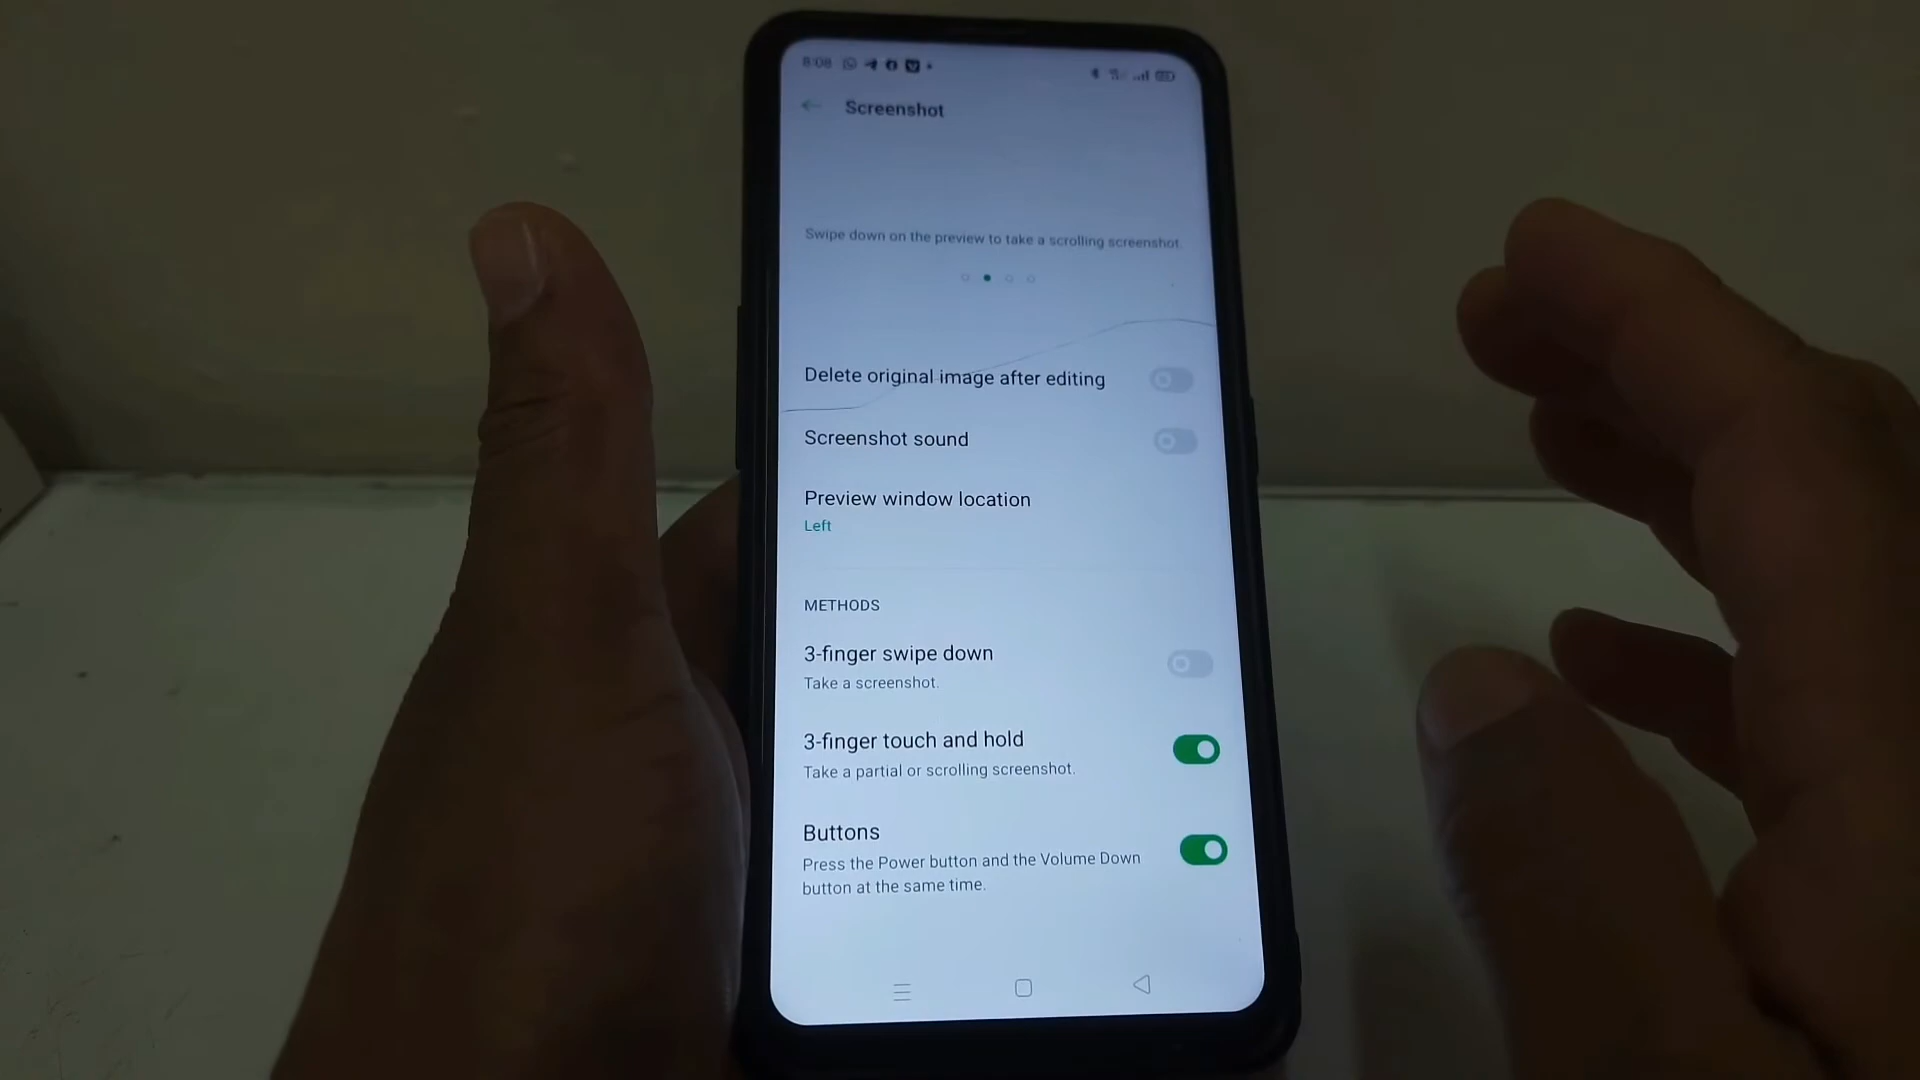 8:08
Screenshot
Swipe down on the preview to take a scrolling screenshot.
Delete original image after editing
Screenshot sound
Preview window location
Left
METHODS
3-finger swipe down
Take a screenshot.
3-finger touch and hold
Take a partial or scrolling screenshot.
Buttons
Press the Power button and the Volume Down
button at the same time.